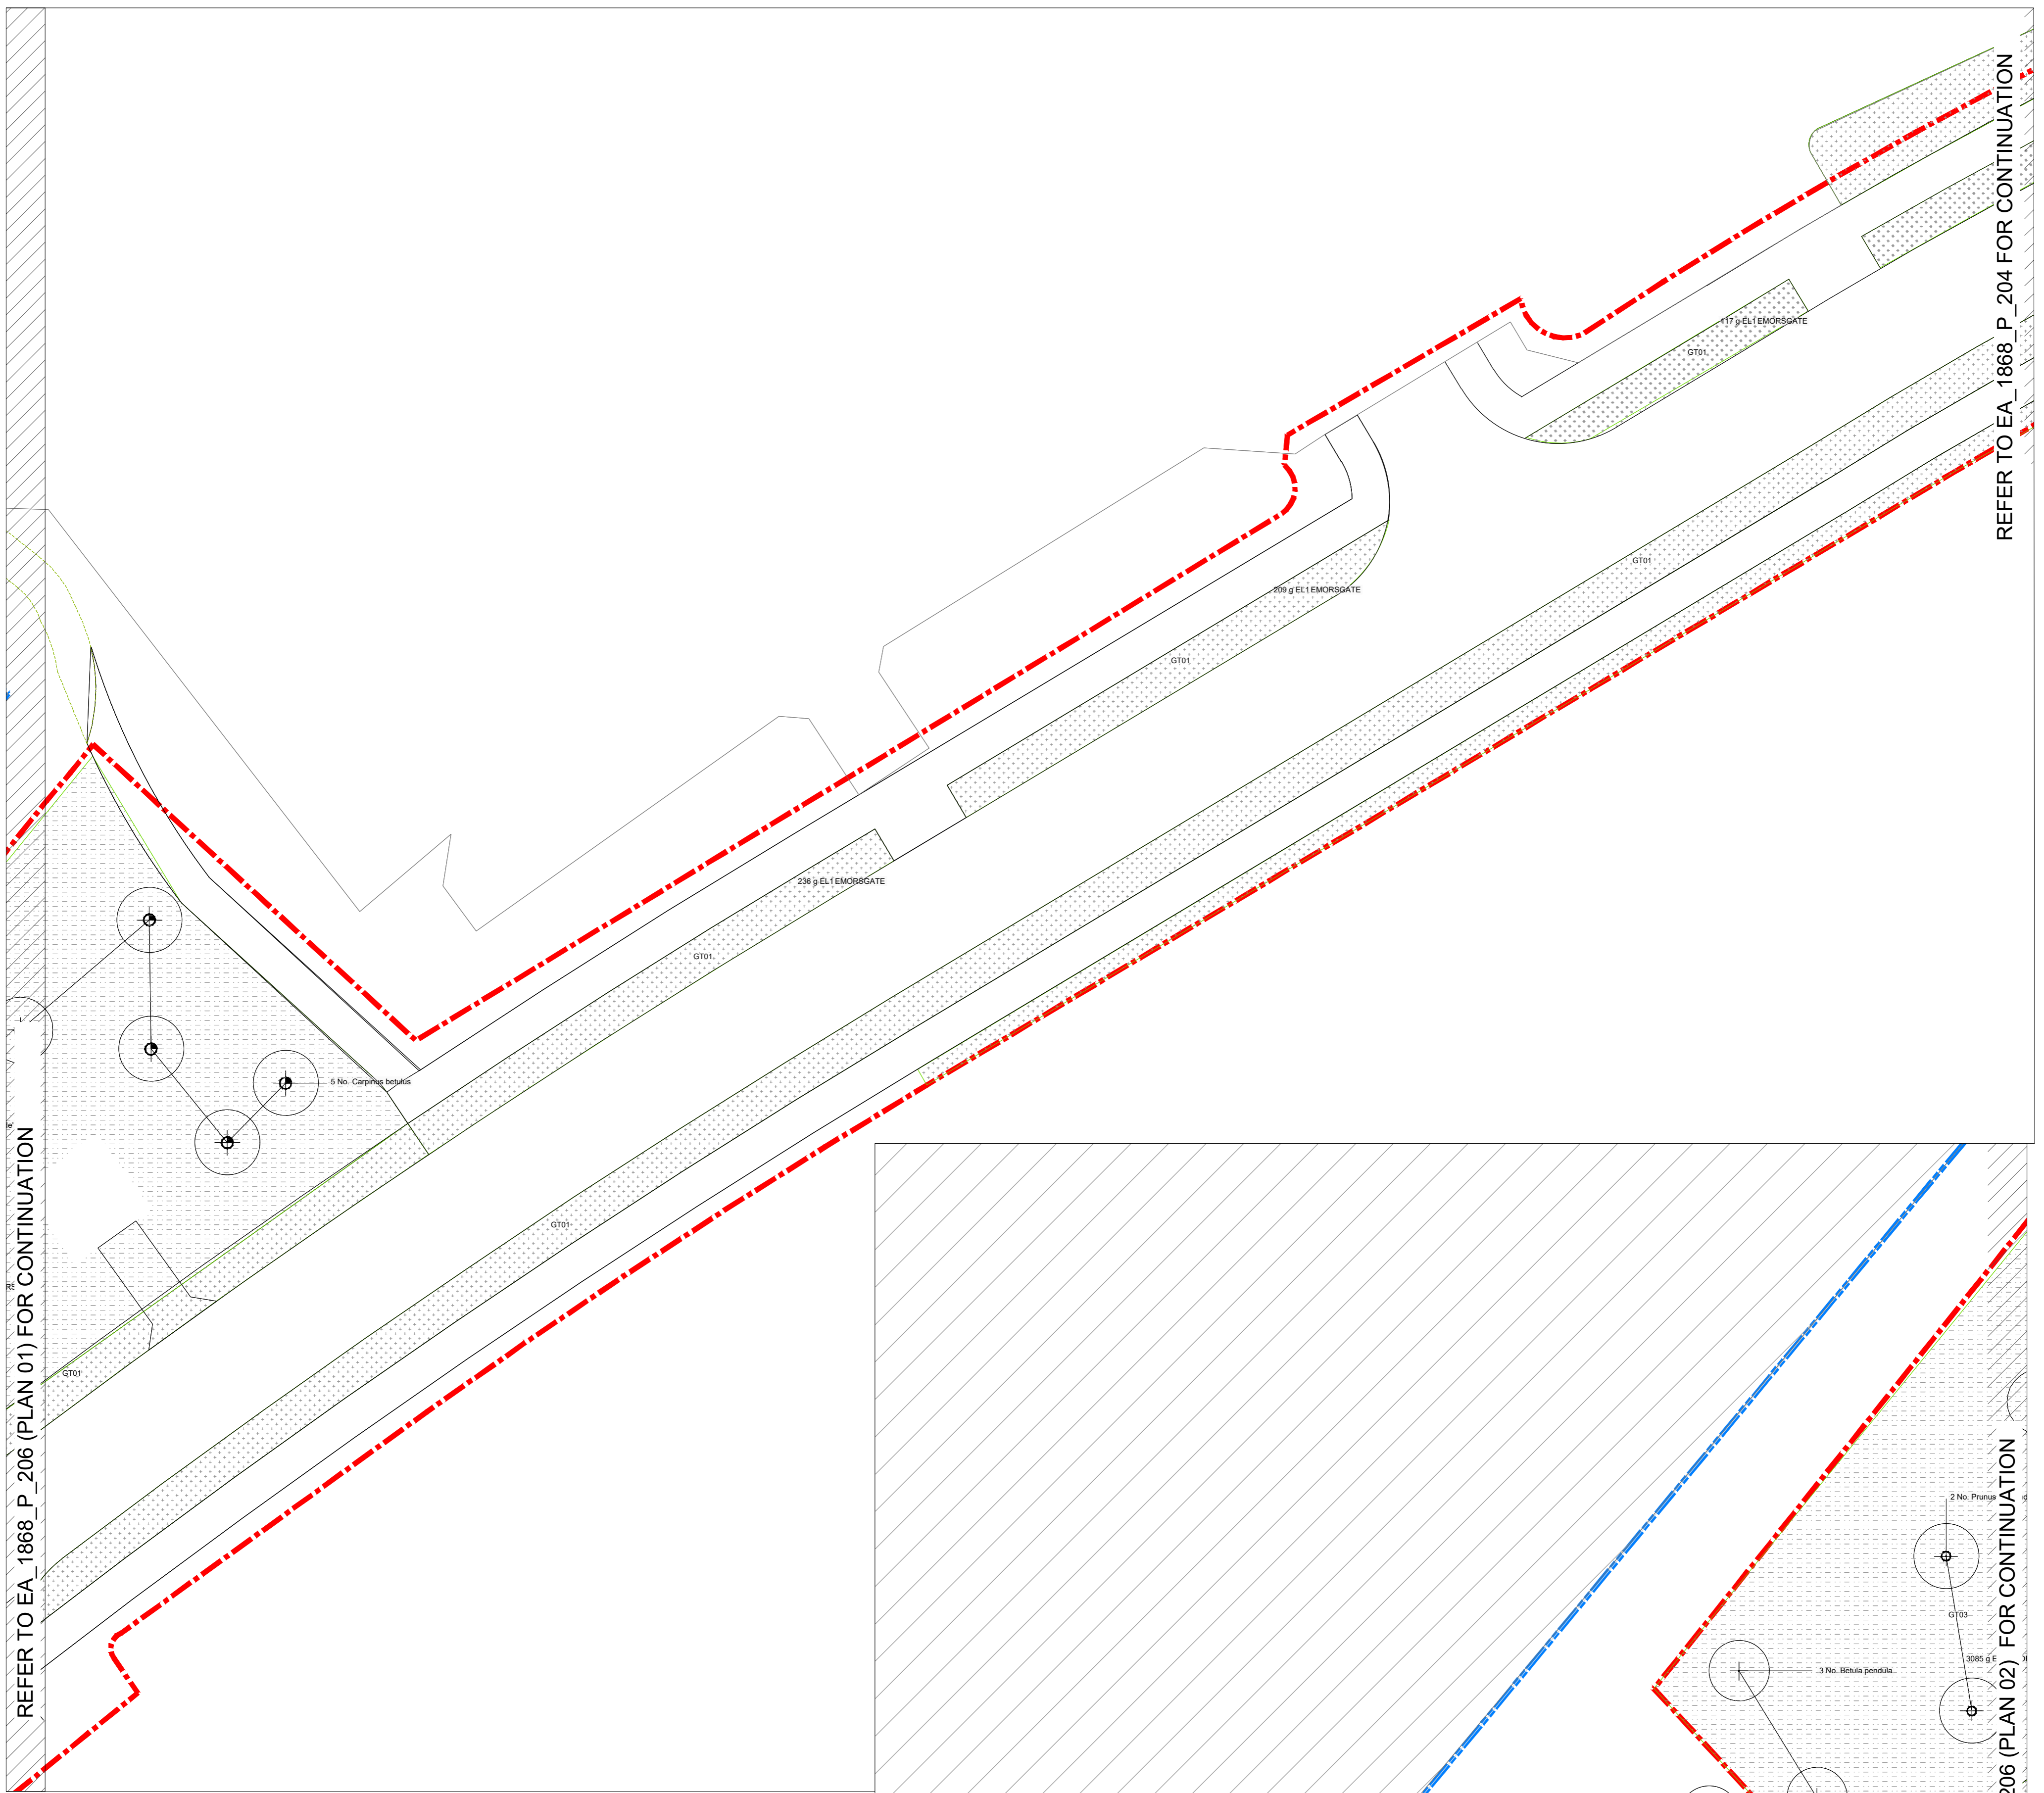 REFER TO EA_1868_P_204 FOR CONTINUATION
117 g EL1 EMORSGATE
GT01
GT01
209 g EL1 EMORSGATE
GT01
236 g EL1 EMORSGATE
GT01
5 No. Carpinus betulus
GT01
GT01
REFER TO EA_1868_P_206 (PLAN 01) FOR CONTINUATION
2 No. Prunus
GT03
3085 g
3 No. Betula pendula
206 (PLAN 02) FOR CONTINUATION